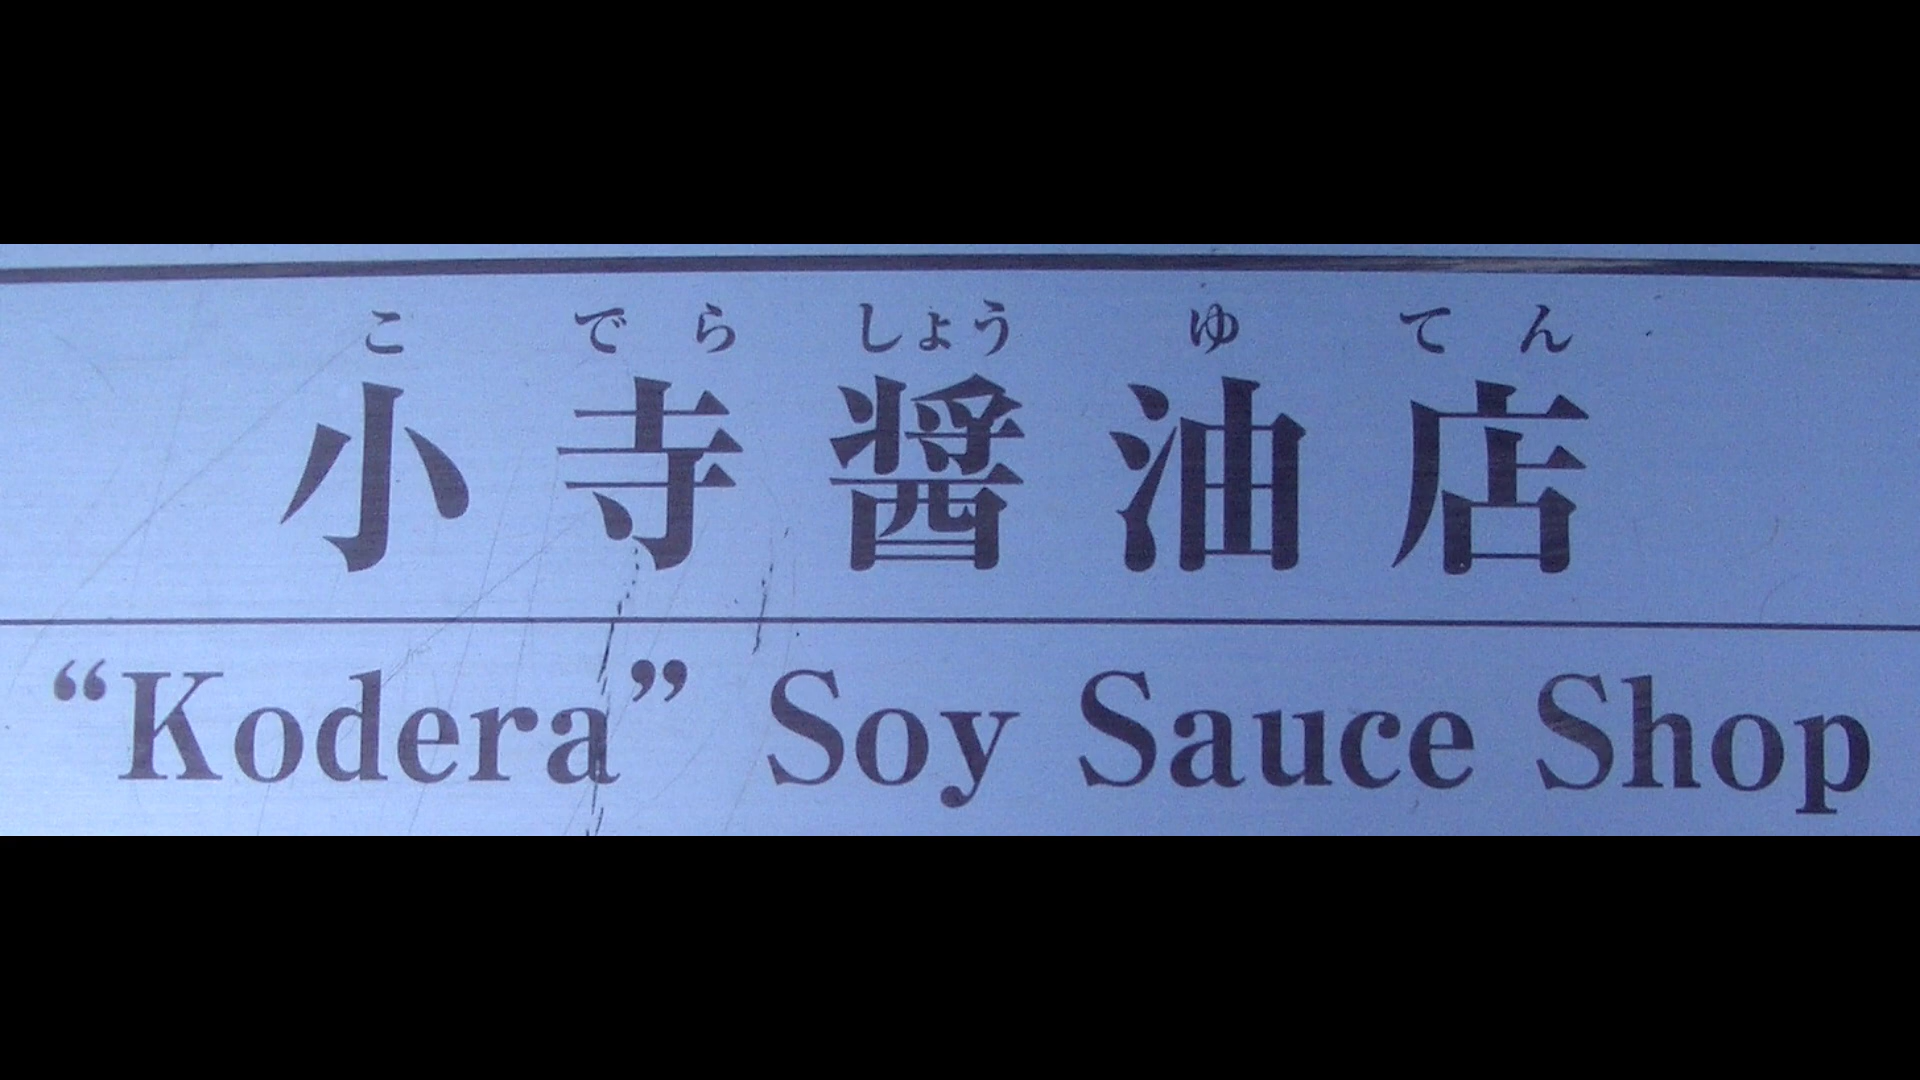 こ で ら しょう ゆ て ん
小寺醤油店
“Kodera” Soy Sauce Shop